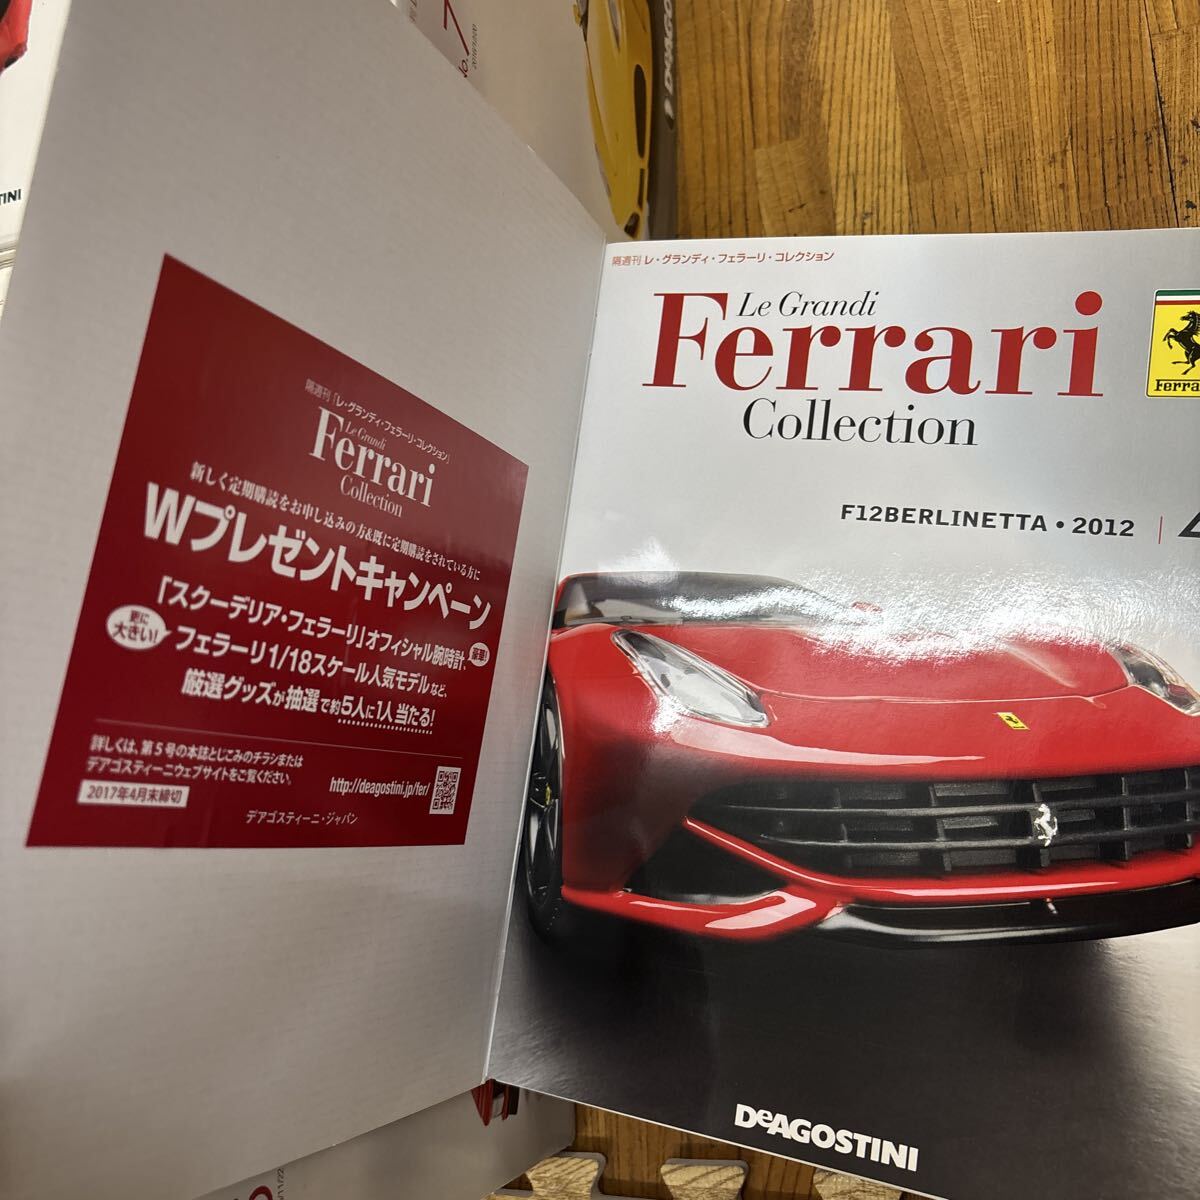 No.7
DEAGO
TINI
隔週刊「レ・グランディ・フェラーリ・コレクション」
Le Grandi
Ferrari
Collection
新しく定期購読をお申し込みの方&既に定期購読をされている方に
Wプレゼントキャンペーン
「スクーデリア・フェラーリ」オフィシャル腕時計、
豪華!
更に
大きい!
フェラーリ1/18スケール人気モデルなど、
厳選グッズが抽選で約5人に1人当たる!
詳しくは、第5号の本誌とじこみのチラシまたは
デアゴスティーニウェブサイトをご覧ください。
2017年4月末締切
http://deagostini.jp/fer/
デアゴスティーニ・ジャパン
隔週刊 レ・グランディ・フェラーリ・コレクション
Le Grandi
Ferrari
Collection
Ferra
F12BERLINETTA • 2012
DeAGOSTINI